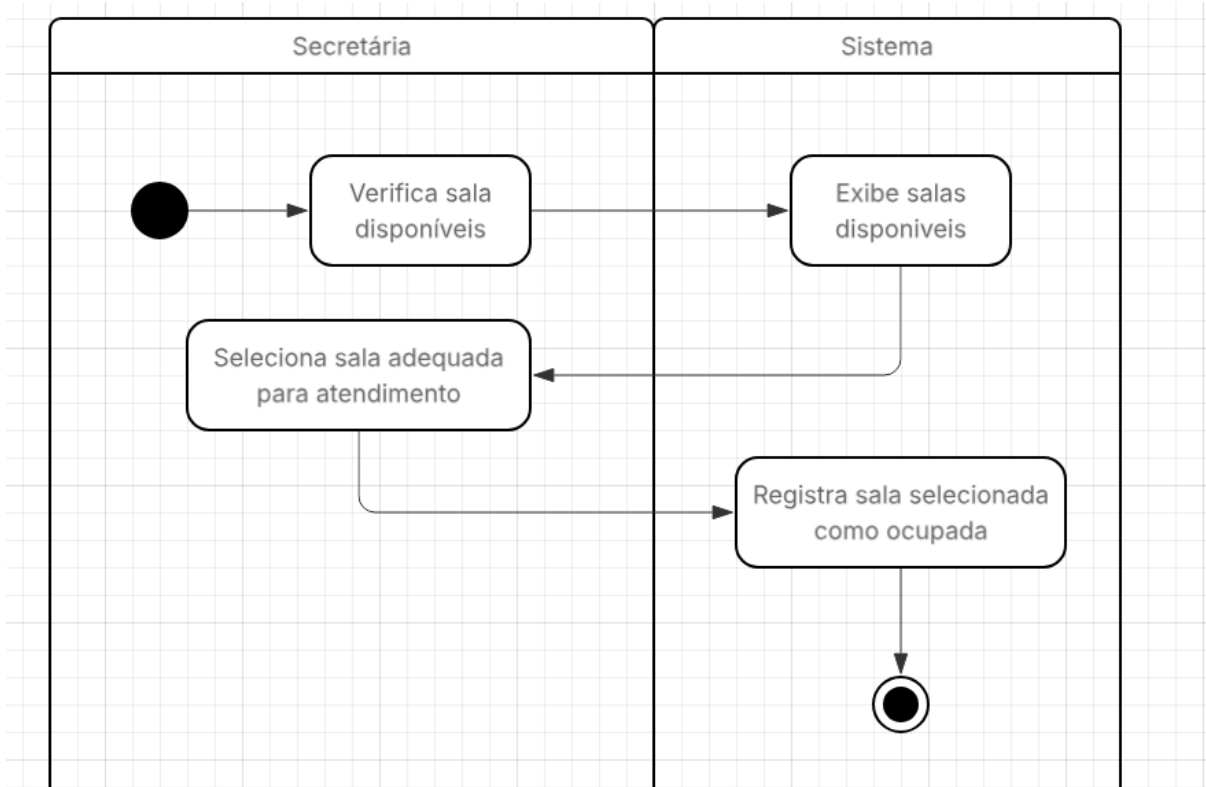 Secretária
Sistema
Verifica sala
disponíveis
Exibe salas
disponiveis
Seleciona sala adequada
para atendimento
Registra sala selecionada
como ocupada